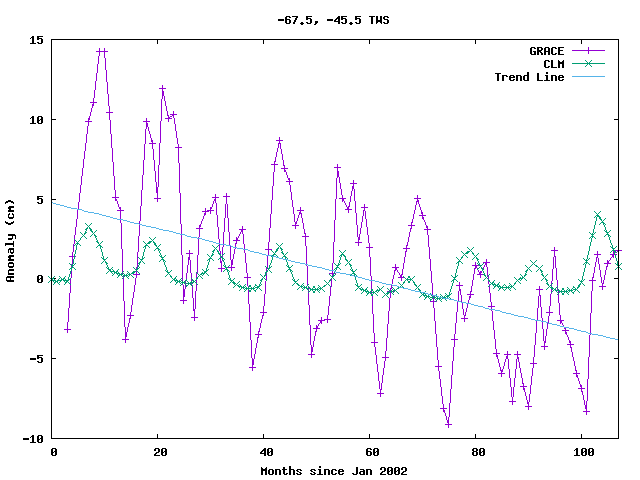 -67.5, -45.5 TWS
15
GRACE
CLM
Trend Line
10
5
0
-5
-10
Anomaly (cm)
0 20 40 60 80 100
Months since Jan 2002